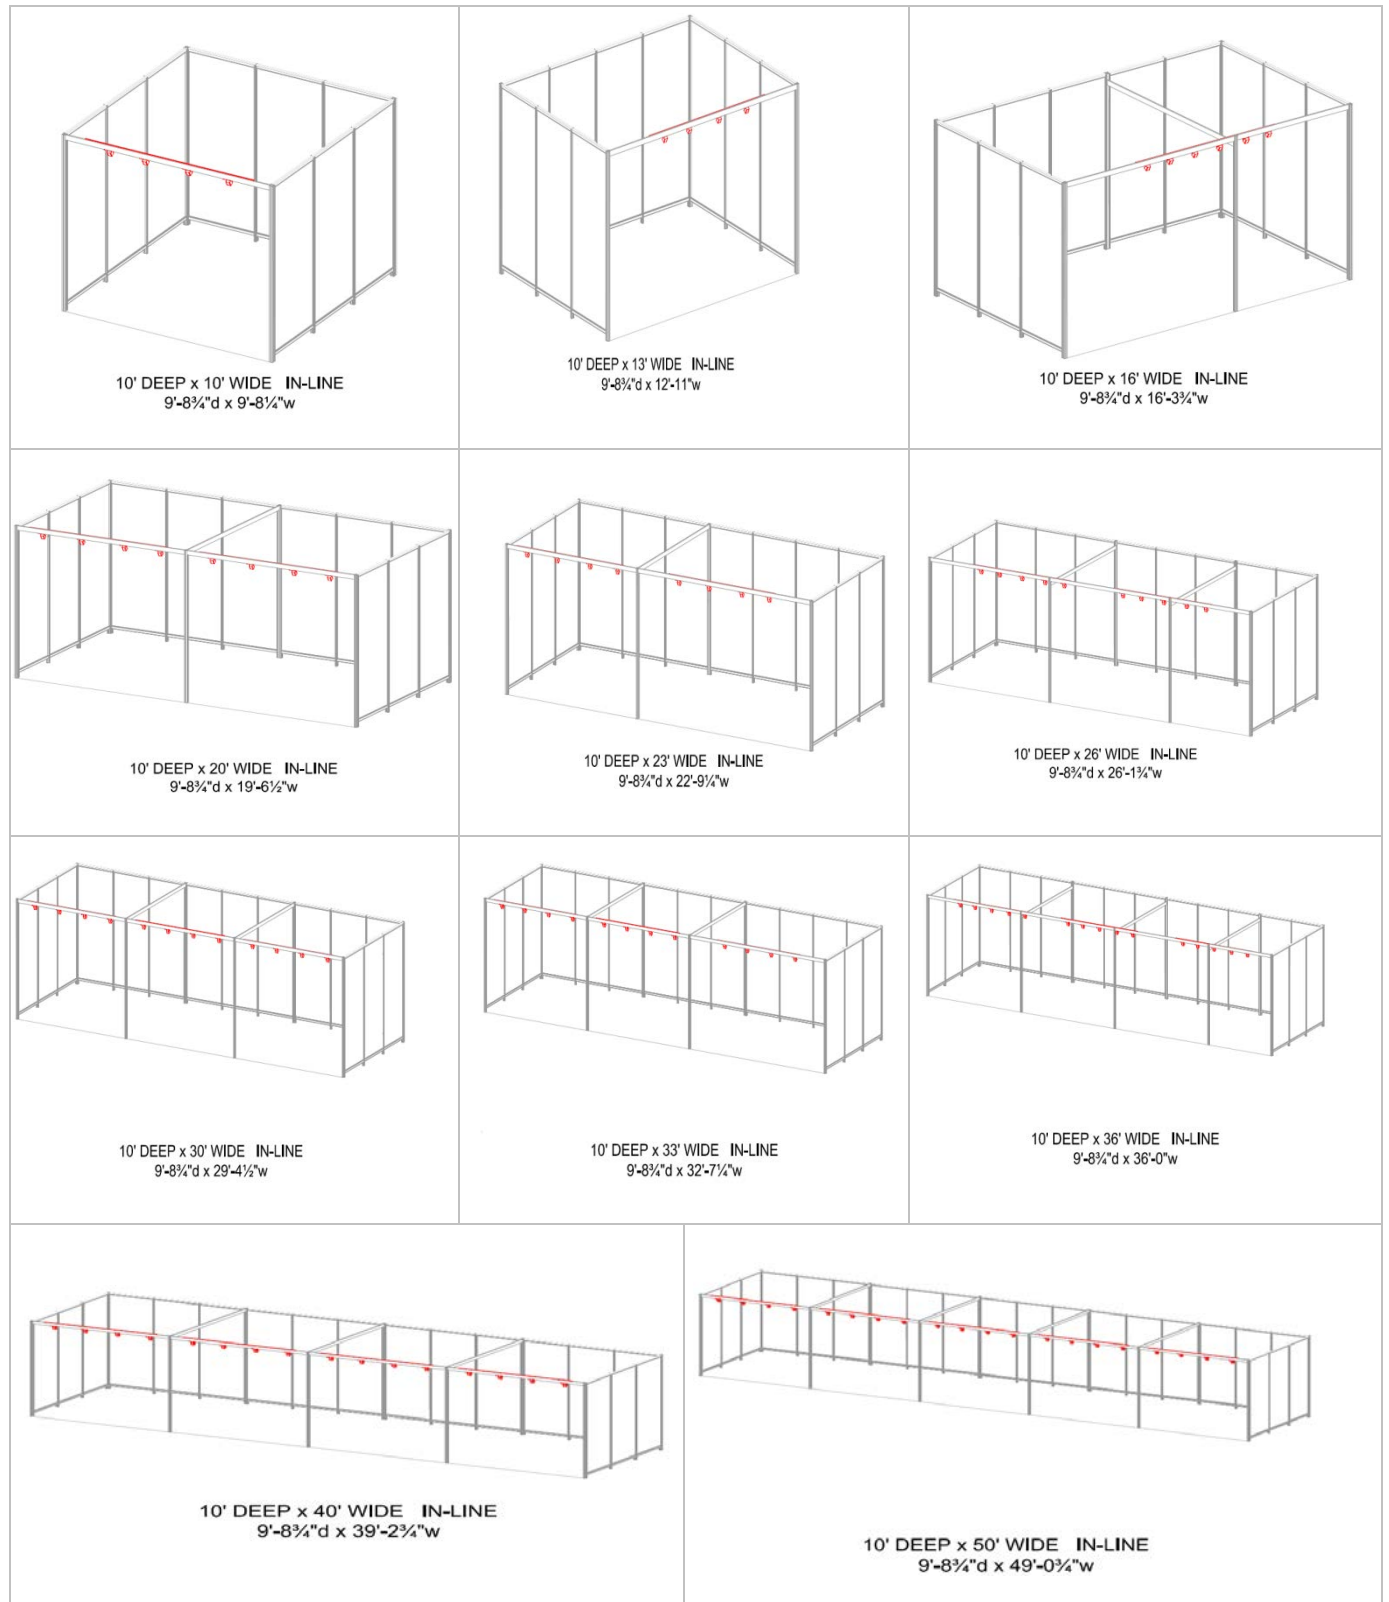 10' DEEP x 10' WIDE IN-LINE
9'-8¾"d x 9'-8¼"w
10' DEEP x 13' WIDE IN-LINE
9'-8¾"d x 12'-11"w
10' DEEP x 16' WIDE IN-LINE
9'-8¾"d x 16'-3¾"w
10' DEEP x 20' WIDE IN-LINE
9'-8¾"d x 19'-6½"w
10' DEEP x 23' WIDE IN-LINE
9'-8¾"d x 22'-9¼"w
10' DEEP x 26' WIDE IN-LINE
9'-8¾"d x 26'-1¾"w
10' DEEP x 30' WIDE IN-LINE
9'-8¾"d x 29'-4½"w
10' DEEP x 33' WIDE IN-LINE
9'-8¾"d x 32'-7¼"w
10' DEEP x 36' WIDE IN-LINE
9'-8¾"d x 36'-0"w
10' DEEP x 40' WIDE IN-LINE
9'-8¾"d x 39'-2¾"w
10' DEEP x 50' WIDE IN-LINE
9'-8¾"d x 49'-0¾"w